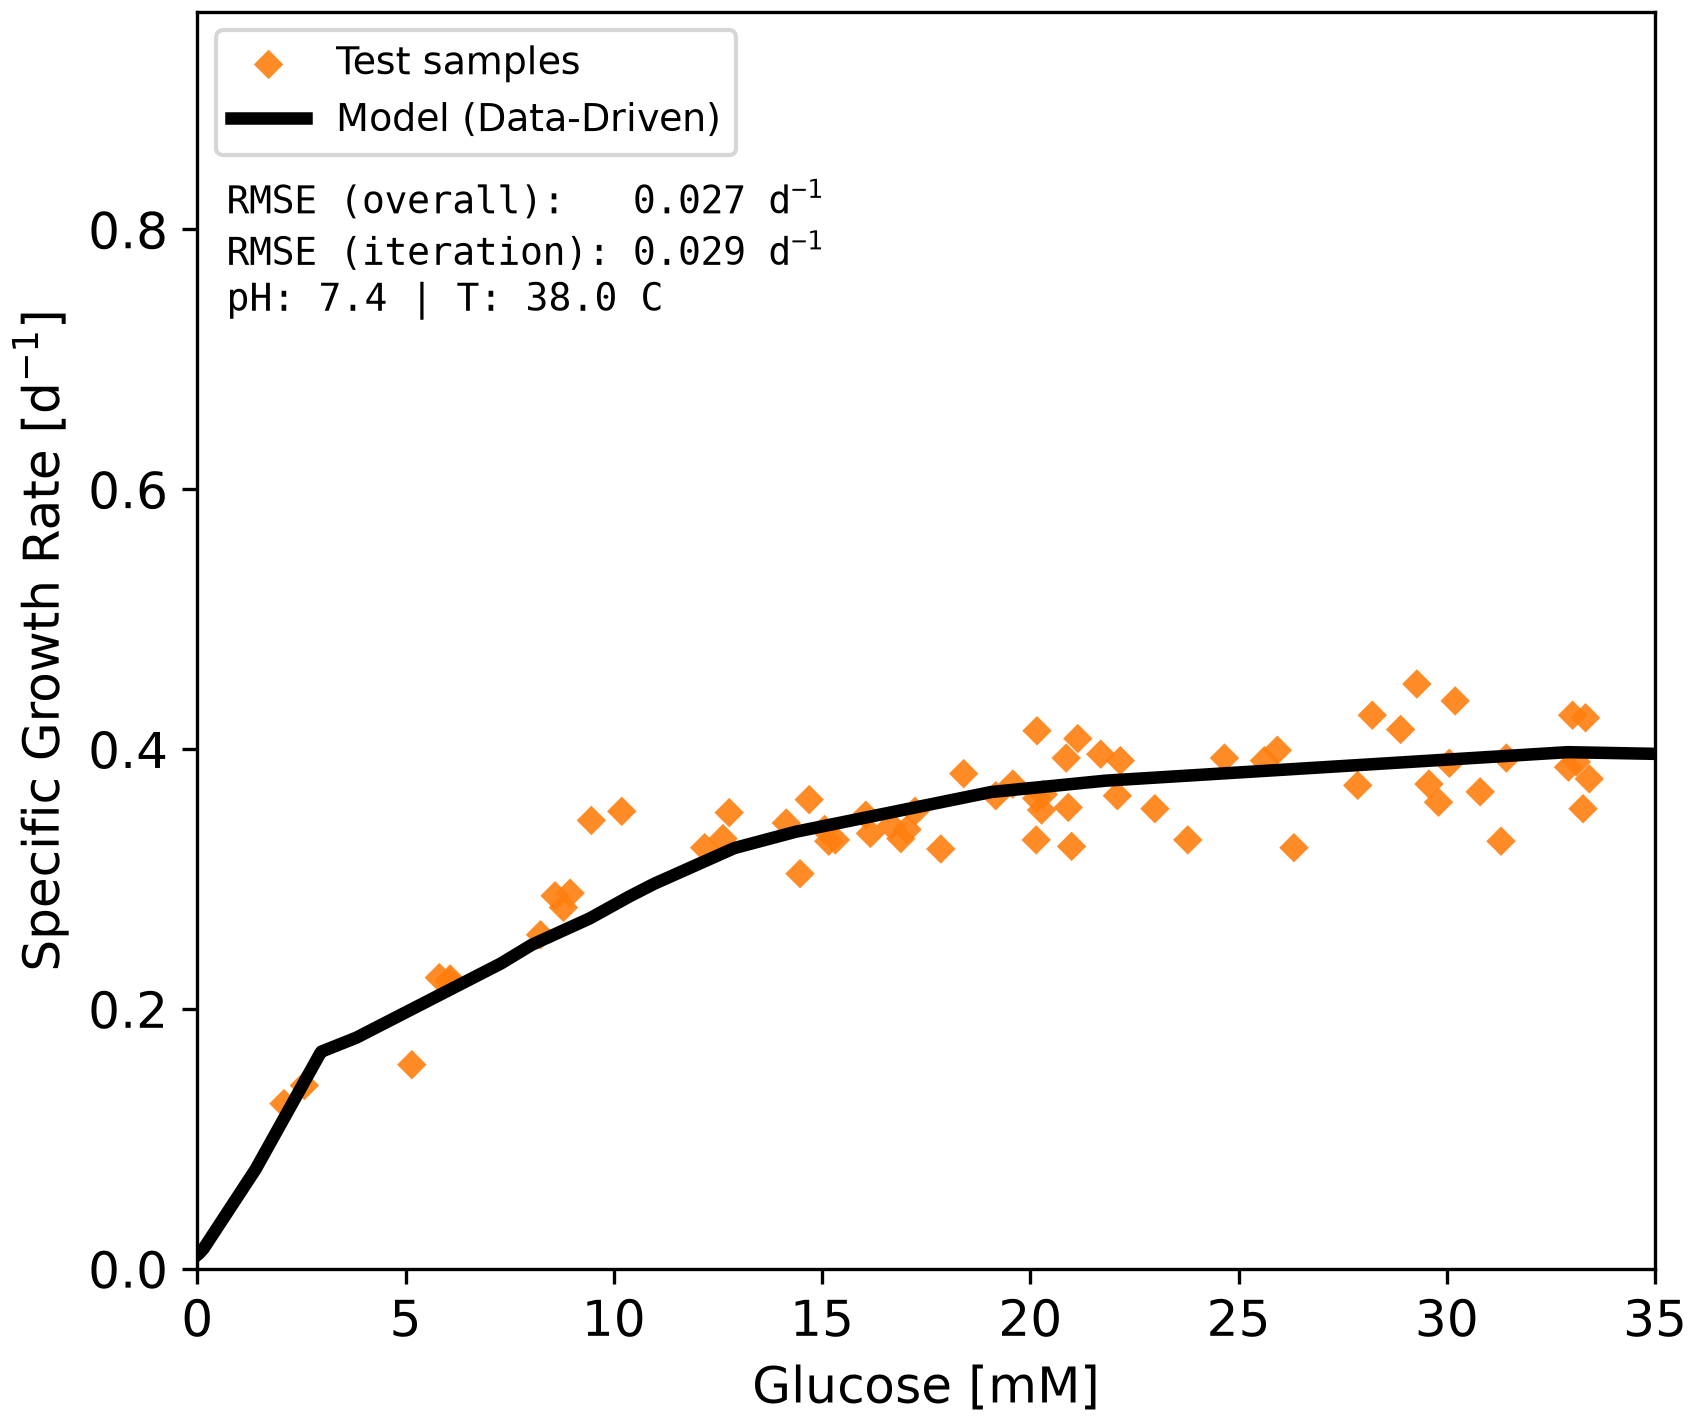 Test samples
Model (Data-Driven)
RMSE (overall):   0.027 d⁻¹
RMSE (iteration): 0.029 d⁻¹
pH: 7.4 | T: 38.0 C
Specific Growth Rate [d⁻¹]
0.8
0.6
0.4
0.2
0.0
0 5 10 15 20 25 30 35
Glucose [mM]